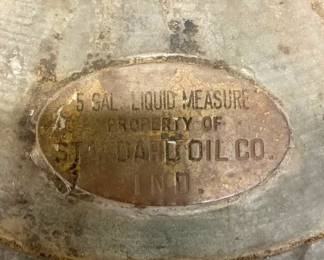 5 GAL. LIQUID MEASURE
PROPERTY OF
STANDARD OIL CO.
IND.